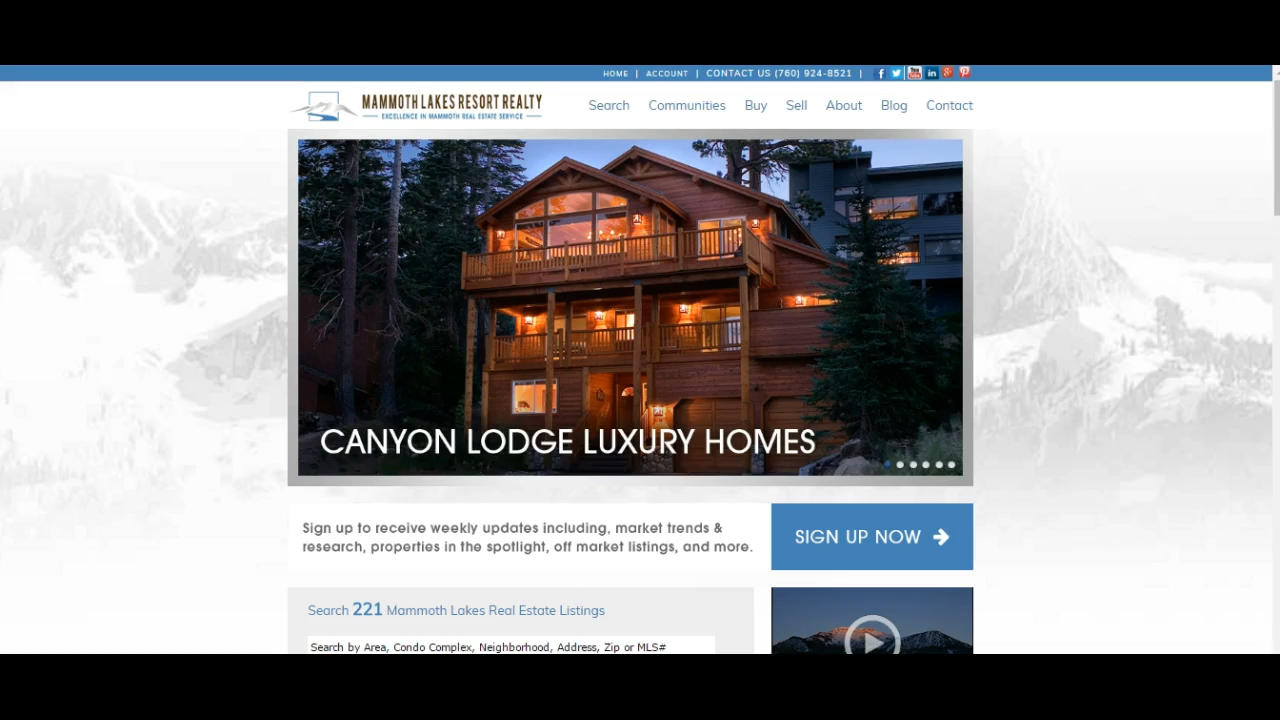 HOME | ACCOUNT | CONTACT US (760) 924-8521 |
MAMMOTH LAKES RESORT REALTY
EXCELLENCE IN MAMMOTH REAL ESTATE SERVICE
Search Communities Buy Sell About Blog Contact
CANYON LODGE LUXURY HOMES
Sign up to receive weekly updates including, market trends &
research, properties in the spotlight, off market listings, and more.
SIGN UP NOW
Search 221 Mammoth Lakes Real Estate Listings
Search by Area, Condo Complex, Neighborhood, Address, Zip or MLS#